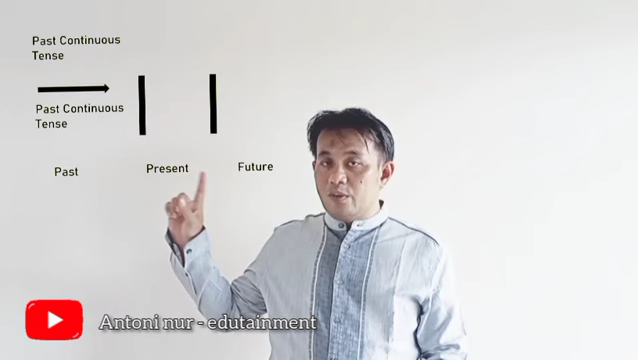 Past Continuous
Tense
Past Continuous
Tense
Past
Present
Future
Antoni nur - edutainment